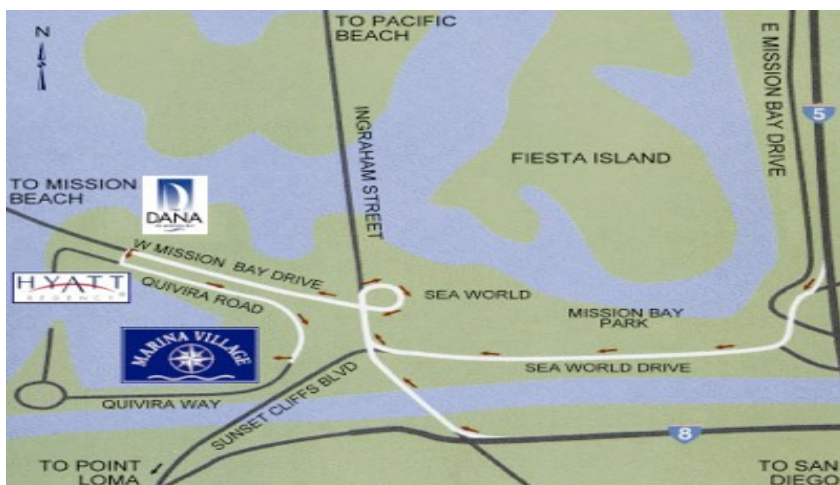 TO PACIFIC
BEACH
N
E MISSION BAY DRIVE
5
INGRAHAM STREET
FIESTA ISLAND
TO MISSION
BEACH
DANA
W MISSION BAY DRIVE
HYATT
REGENCY
QUIVIRA ROAD
SEA WORLD
MISSION BAY
PARK
MARINA VILLAGE
SEA WORLD DRIVE
SUNSET CLIFFS BLVD
QUIVIRA WAY
8
TO POINT
LOMA
TO SAN
DIEGO